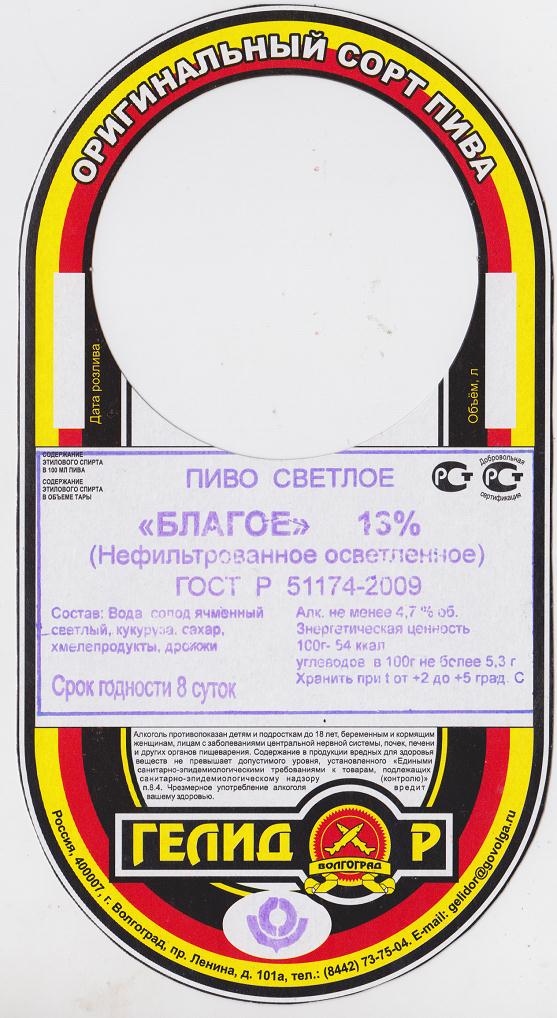 ОРИГИНАЛЬНЫЙ СОРТ ПИВА
Дата розлива
Объём, л
СОДЕРЖАНИЕ
ЭТИЛОВОГО СПИРТА
В 100 МЛ ПИВА
СОДЕРЖАНИЕ
ЭТИЛОВОГО СПИРТА
В ОБЪЕМЕ ТАРЫ
Добровольная
сертификация
ПИВО СВЕТЛОЕ
«БЛАГОЕ» 13%
(Нефильтрованное осветленное)
ГОСТ Р 51174-2009
Состав: Вода солод ячменный
светлый, кукуруза, сахар,
хмелепродукты, дрожжи
Срок годности 8 суток
Алк. не менее 4,7 % об.
Энергетическая ценность
100г- 54 ккал
углеводов в 100г не более 5,3 г
Хранить при t от +2 до +5 град. С
Алкоголь противопоказан детям и подросткам до 18 лет, беременным и кормящим
женщинам, лицам с заболеваниями центральной нервной системы, почек, печени
и других органов пищеварения. Содержание в продукции вредных для здоровья
веществ не превышает допустимого уровня, установленного «Едиными
санитарно-эпидемиологическими требованиями к товарам, подлежащих
санитарно-эпидемиологическому надзору (контролю)»
п.8.4. Чрезмерное употребление алкоголя вредит
вашему здоровью.
ГЕЛИД Р
ВОЛГОГРАД
Россия, 400007, г. Волгоград, пр. Ленина, д. 101а, тел.: (8442) 73-75-04. E-mail: gelidor@govolga.ru